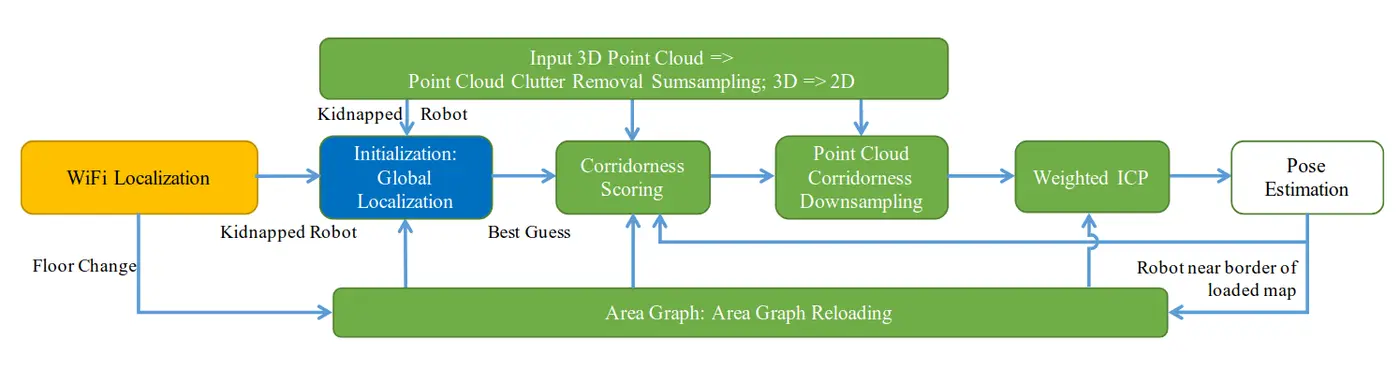 Input 3D Point Cloud =>
Point Cloud Clutter Removal Sumsampling; 3D => 2D
Kidnapped Robot
WiFi Localization
Initialization:
Global
Localization
Corridorness
Scoring
Point Cloud
Corridorness
Downsampling
Weighted ICP
Pose
Estimation
Kidnapped Robot
Best Guess
Floor Change
Robot near border of
loaded map
Area Graph: Area Graph Reloading